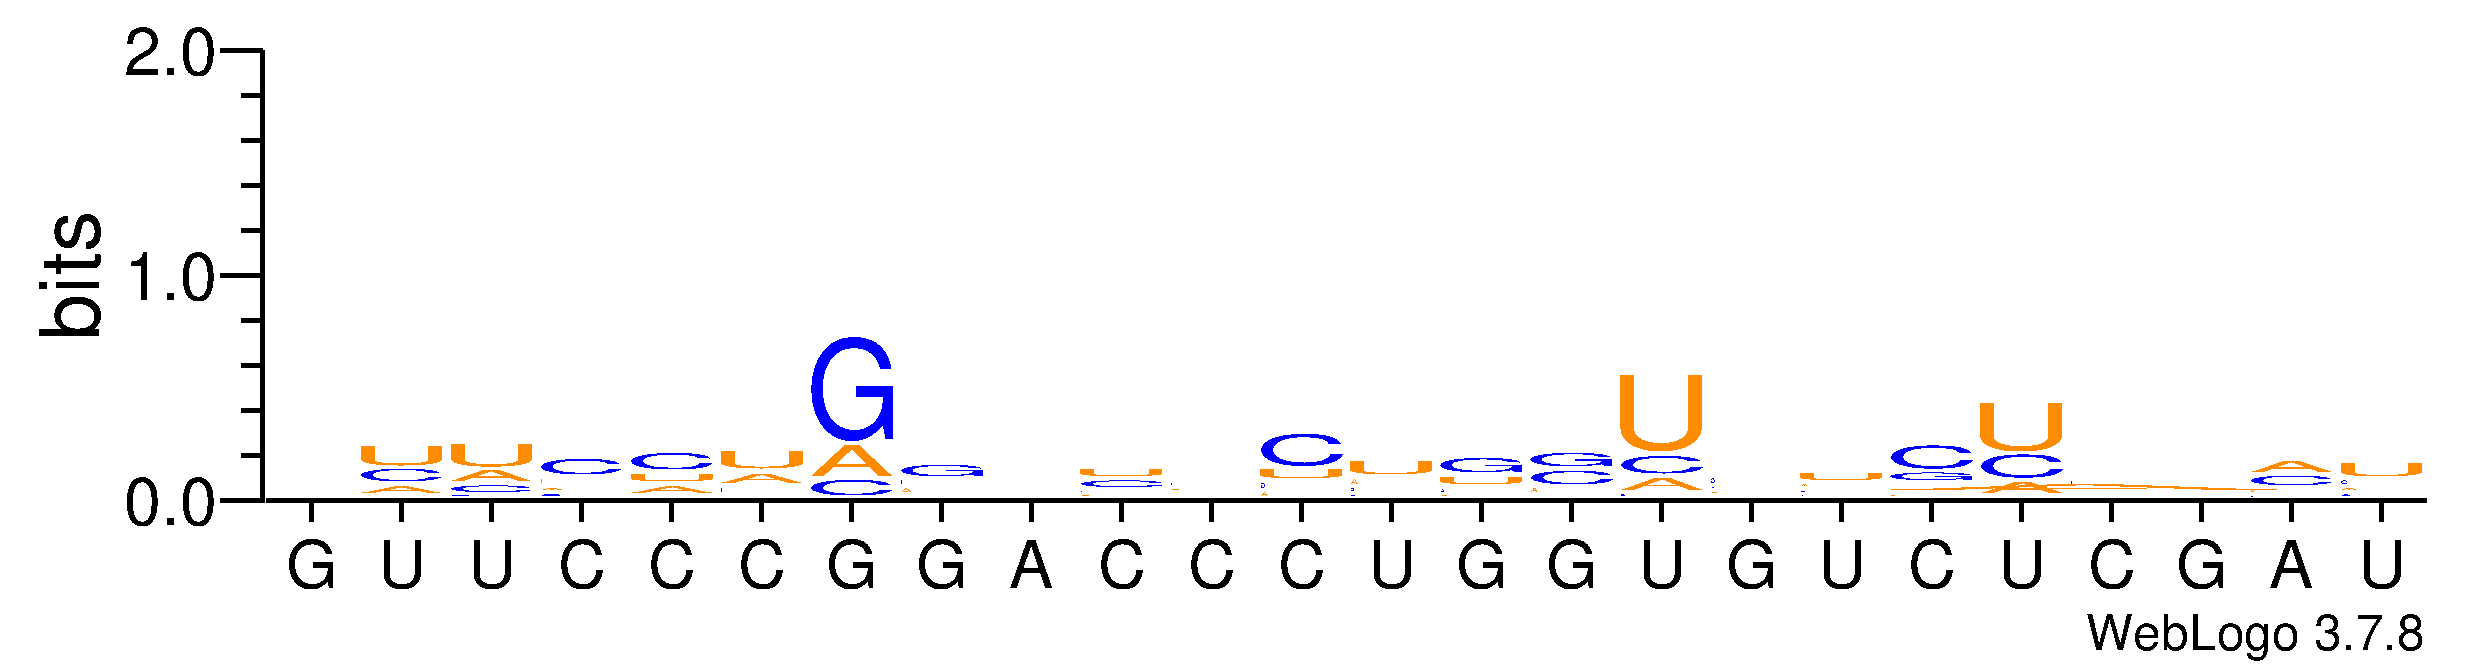 2.0
1.0
0.0
bits
G U U C C C G G A C C C U G G U G U C U C G A U
WebLogo 3.7.8